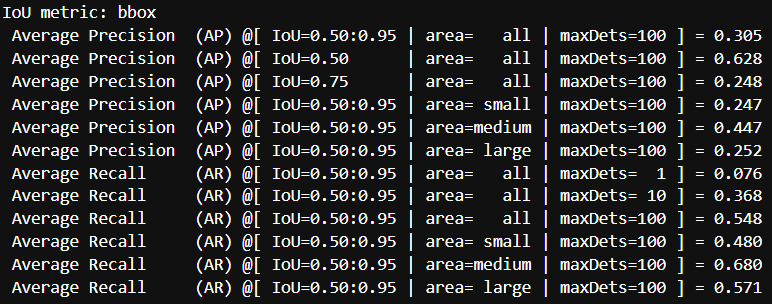 IoU metric: bbox
 Average Precision  (AP) @[ IoU=0.50:0.95 | area=   all | maxDets=100 ] = 0.305
 Average Precision  (AP) @[ IoU=0.50      | area=   all | maxDets=100 ] = 0.628
 Average Precision  (AP) @[ IoU=0.75      | area=   all | maxDets=100 ] = 0.248
 Average Precision  (AP) @[ IoU=0.50:0.95 | area= small | maxDets=100 ] = 0.247
 Average Precision  (AP) @[ IoU=0.50:0.95 | area=medium | maxDets=100 ] = 0.447
 Average Precision  (AP) @[ IoU=0.50:0.95 | area= large | maxDets=100 ] = 0.252
 Average Recall     (AR) @[ IoU=0.50:0.95 | area=   all | maxDets=  1 ] = 0.076
 Average Recall     (AR) @[ IoU=0.50:0.95 | area=   all | maxDets= 10 ] = 0.368
 Average Recall     (AR) @[ IoU=0.50:0.95 | area=   all | maxDets=100 ] = 0.548
 Average Recall     (AR) @[ IoU=0.50:0.95 | area= small | maxDets=100 ] = 0.480
 Average Recall     (AR) @[ IoU=0.50:0.95 | area=medium | maxDets=100 ] = 0.680
 Average Recall     (AR) @[ IoU=0.50:0.95 | area= large | maxDets=100 ] = 0.571